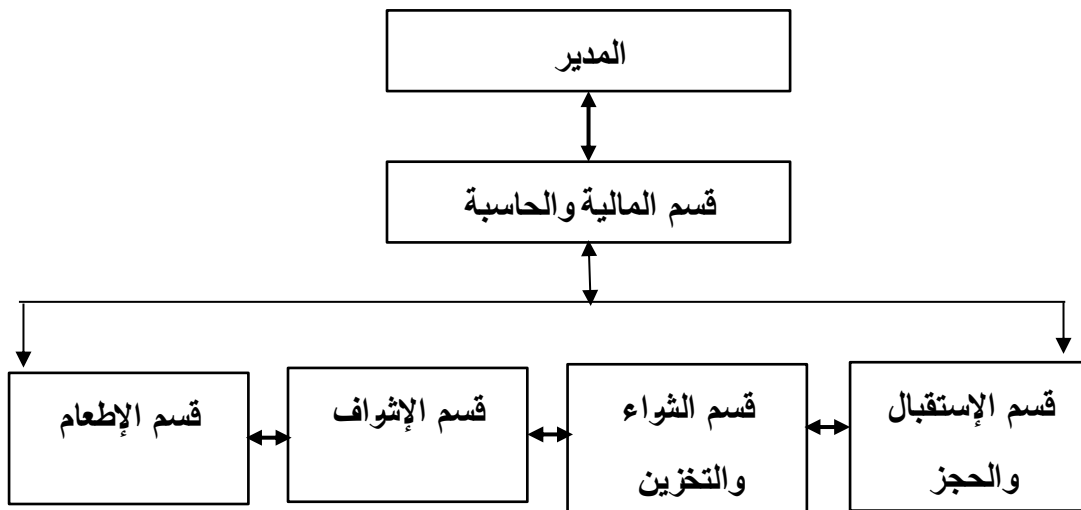 المدير
قسم المالية والحاسبة
قسم الإستقبال
والحجز
قسم الشراء
والتخزين
قسم الإشراف
قسم الإطعام